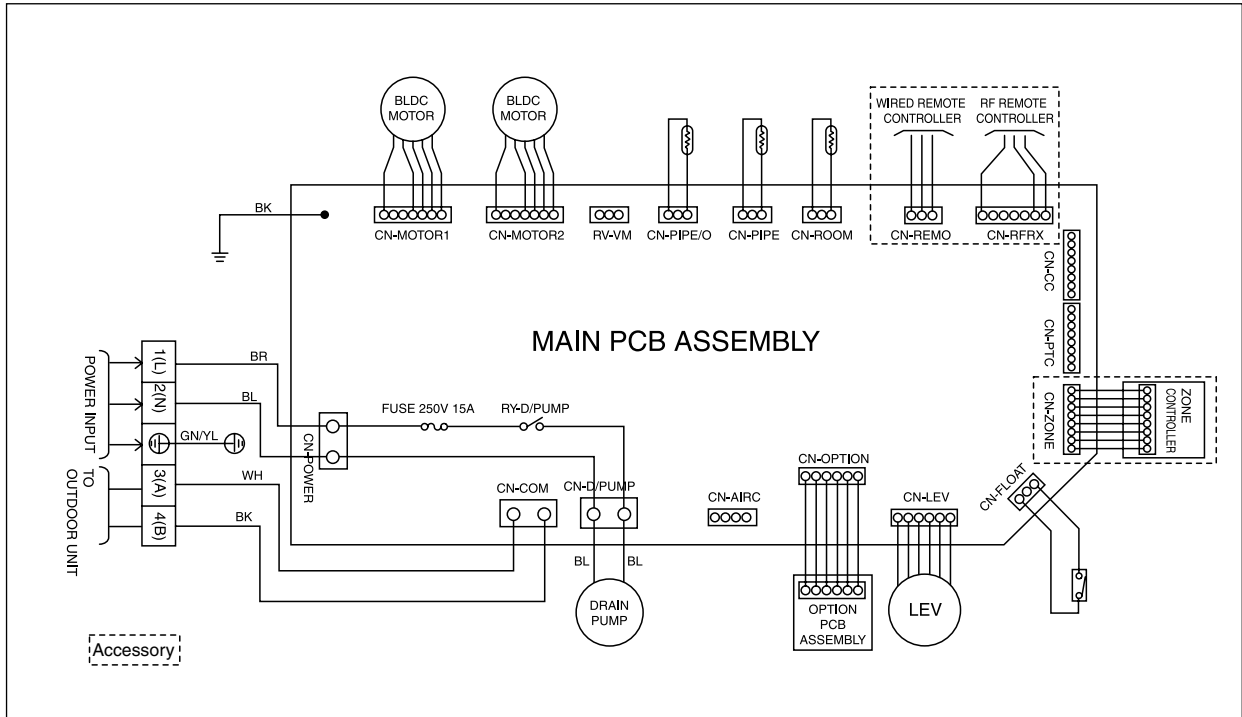 BLDC
MOTOR
BLDC
MOTOR
WIRED REMOTE
CONTROLLER
RF REMOTE
CONTROLLER
BK
CN-MOTOR1
CN-MOTOR2
RV-VM
CN-PIPE/O
CN-PIPE
CN-ROOM
CN-REMO
CN-RFRX
CN-CC
CN-PTC
MAIN PCB ASSEMBLY
CN-ZONE
ZONE
CONTROLLER
POWER INPUT
1(L)
BR
2(N)
BL
GN/YL
TO
OUTDOOR UNIT
3(A)
WH
4(B)
BK
CN-POWER
FUSE 250V 15A
RY-D/PUMP
CN-COM
CN-D/PUMP
CN-AIRC
CN-OPTION
CN-LEV
CN-FLOAT
BL
BL
DRAIN
PUMP
OPTION
PCB
ASSEMBLY
LEV
Accessory